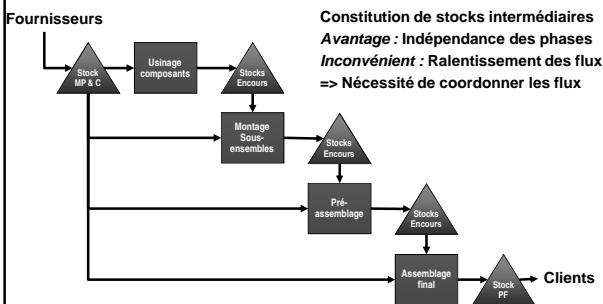 Fournisseurs
Constitution de stocks intermédiaires
Avantage : Indépendance des phases
Inconvénient : Ralentissement des flux
=> Nécessité de coordonner les flux
Stock
MP & C
Usinage
composants
Stocks
Encours
Montage
Sous-
ensembles
Stocks
Encours
Pré-
assemblage
Stocks
Encours
Assemblage
final
Stock
PF
Clients